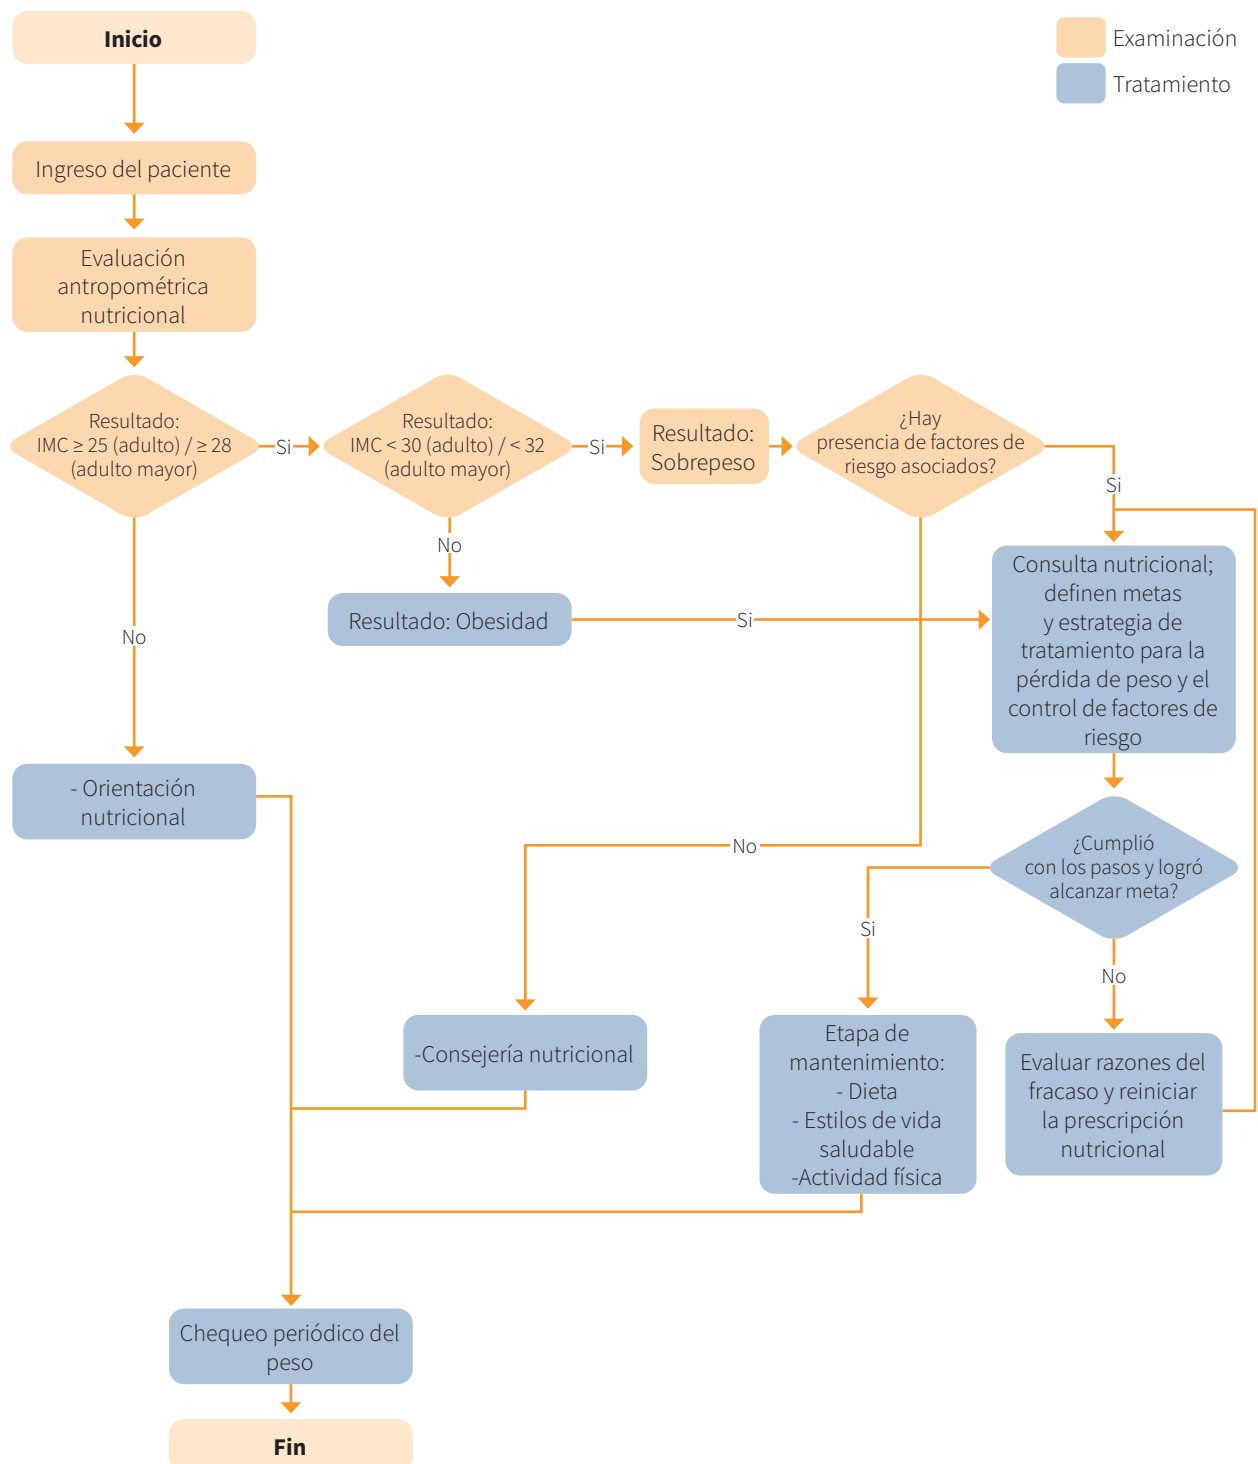 Inicio
Examinación
Tratamiento
Ingreso del paciente
Evaluación
antropométrica
nutricional
Resultado:
IMC ≥ 25 (adulto) / ≥ 28
(adulto mayor)
Si
Resultado:
IMC < 30 (adulto) / < 32
(adulto mayor)
Si
Resultado:
Sobrepeso
¿Hay
presencia de factores de
riesgo asociados?
Si
No
Resultado: Obesidad
Si
Consulta nutricional;
definen metas
y estrategia de
tratamiento para la
pérdida de peso y el
control de factores de
riesgo
No
- Orientación
nutricional
No
¿Cumplió
con los pasos y logró
alcanzar meta?
Si
No
-Consejería nutricional
Etapa de
mantenimiento:
- Dieta
- Estilos de vida
saludable
-Actividad física
Evaluar razones del
fracaso y reiniciar
la prescripción
nutricional
Chequeo periódico del
peso
Fin